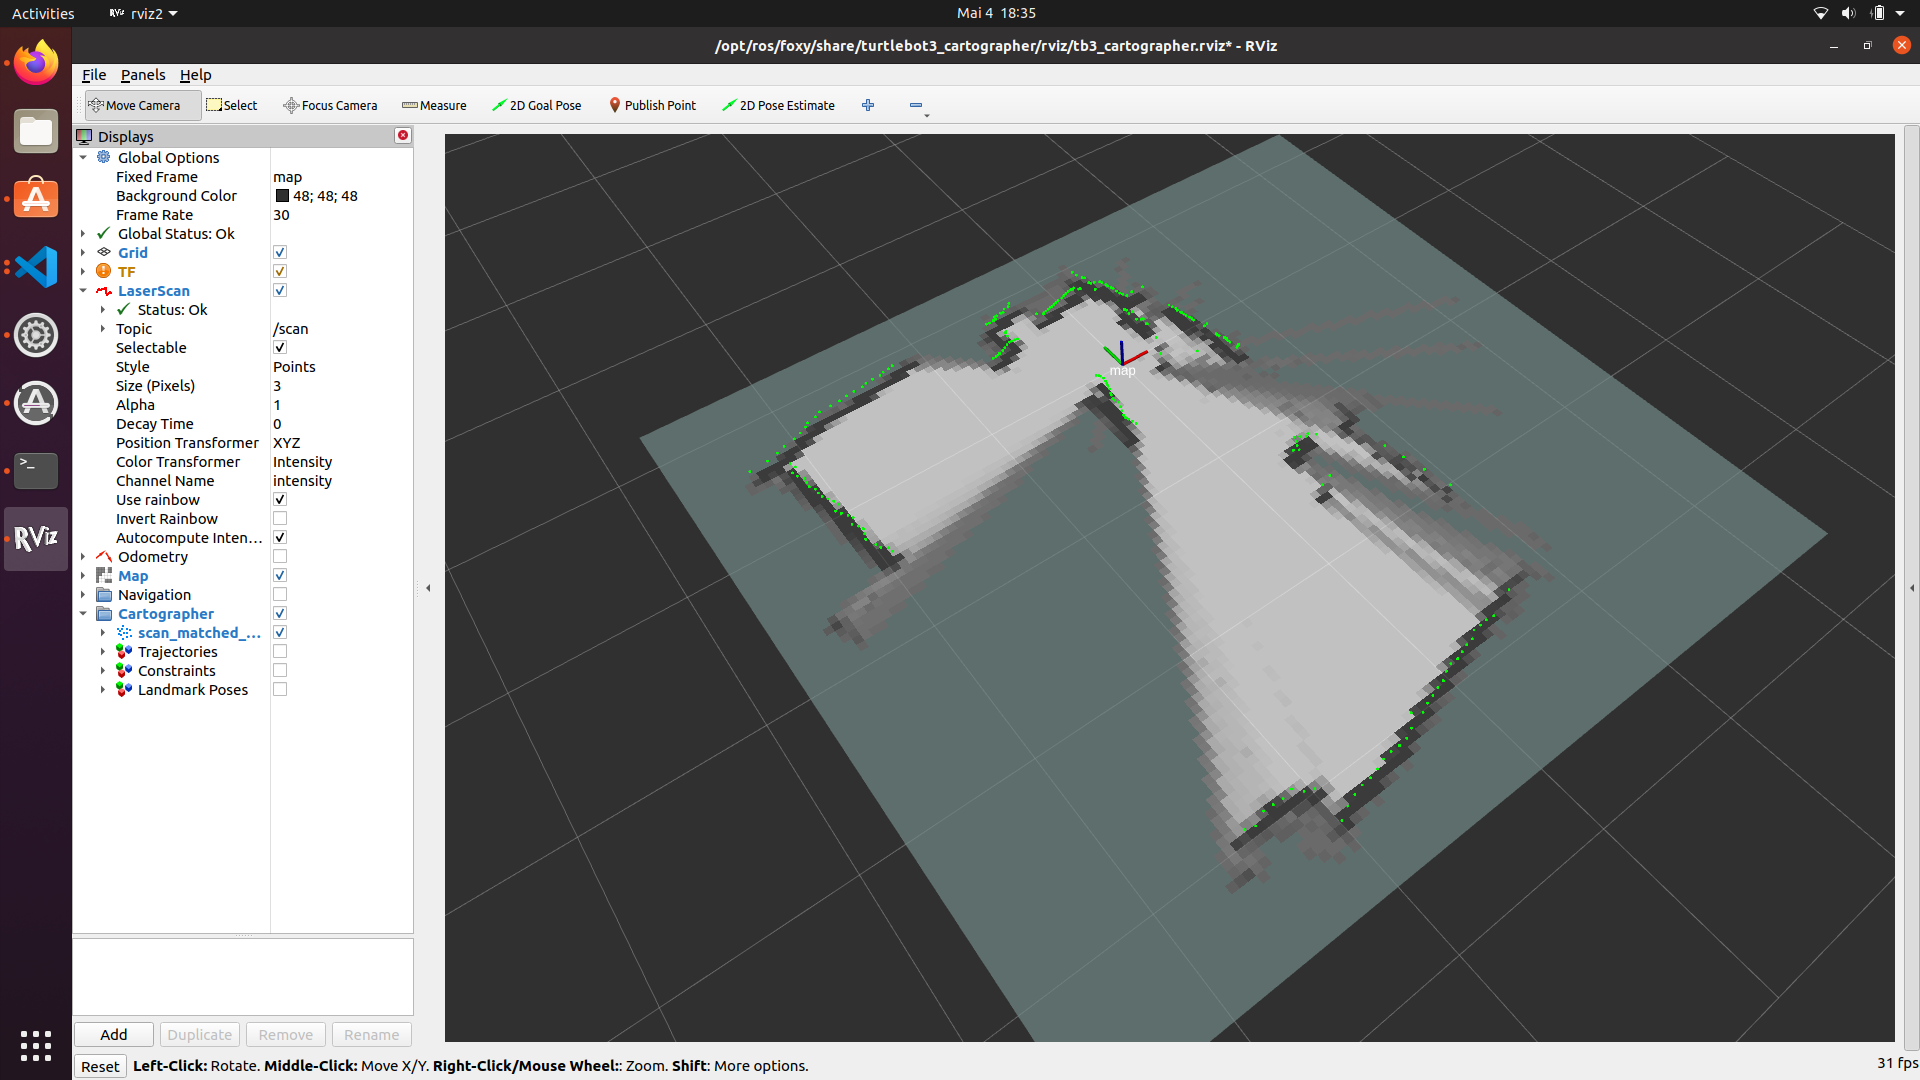 Activities
RViz rviz2
Mai 4 18:35
/opt/ros/foxy/share/turtlebot3_cartographer/rviz/tb3_cartographer.rviz* - RViz
File Panels Help
Move Camera Select Focus Camera Measure 2D Goal Pose Publish Point 2D Pose Estimate
Displays
Global Options
Fixed Frame map
Background Color 48; 48; 48
Frame Rate 30
Global Status: Ok
Grid
TF
LaserScan
Status: Ok
Topic /scan
Selectable
Style Points
Size (Pixels) 3
Alpha 1
Decay Time 0
Position Transformer XYZ
Color Transformer Intensity
Channel Name intensity
Use rainbow
Invert Rainbow
Autocompute Inten...
Odometry
Map
Navigation
Cartographer
scan_matched_...
Trajectories
Constraints
Landmark Poses
map
RViz
Add Duplicate Remove Rename
Reset Left-Click: Rotate. Middle-Click: Move X/Y. Right-Click/Mouse Wheel:: Zoom. Shift: More options.
31 fps